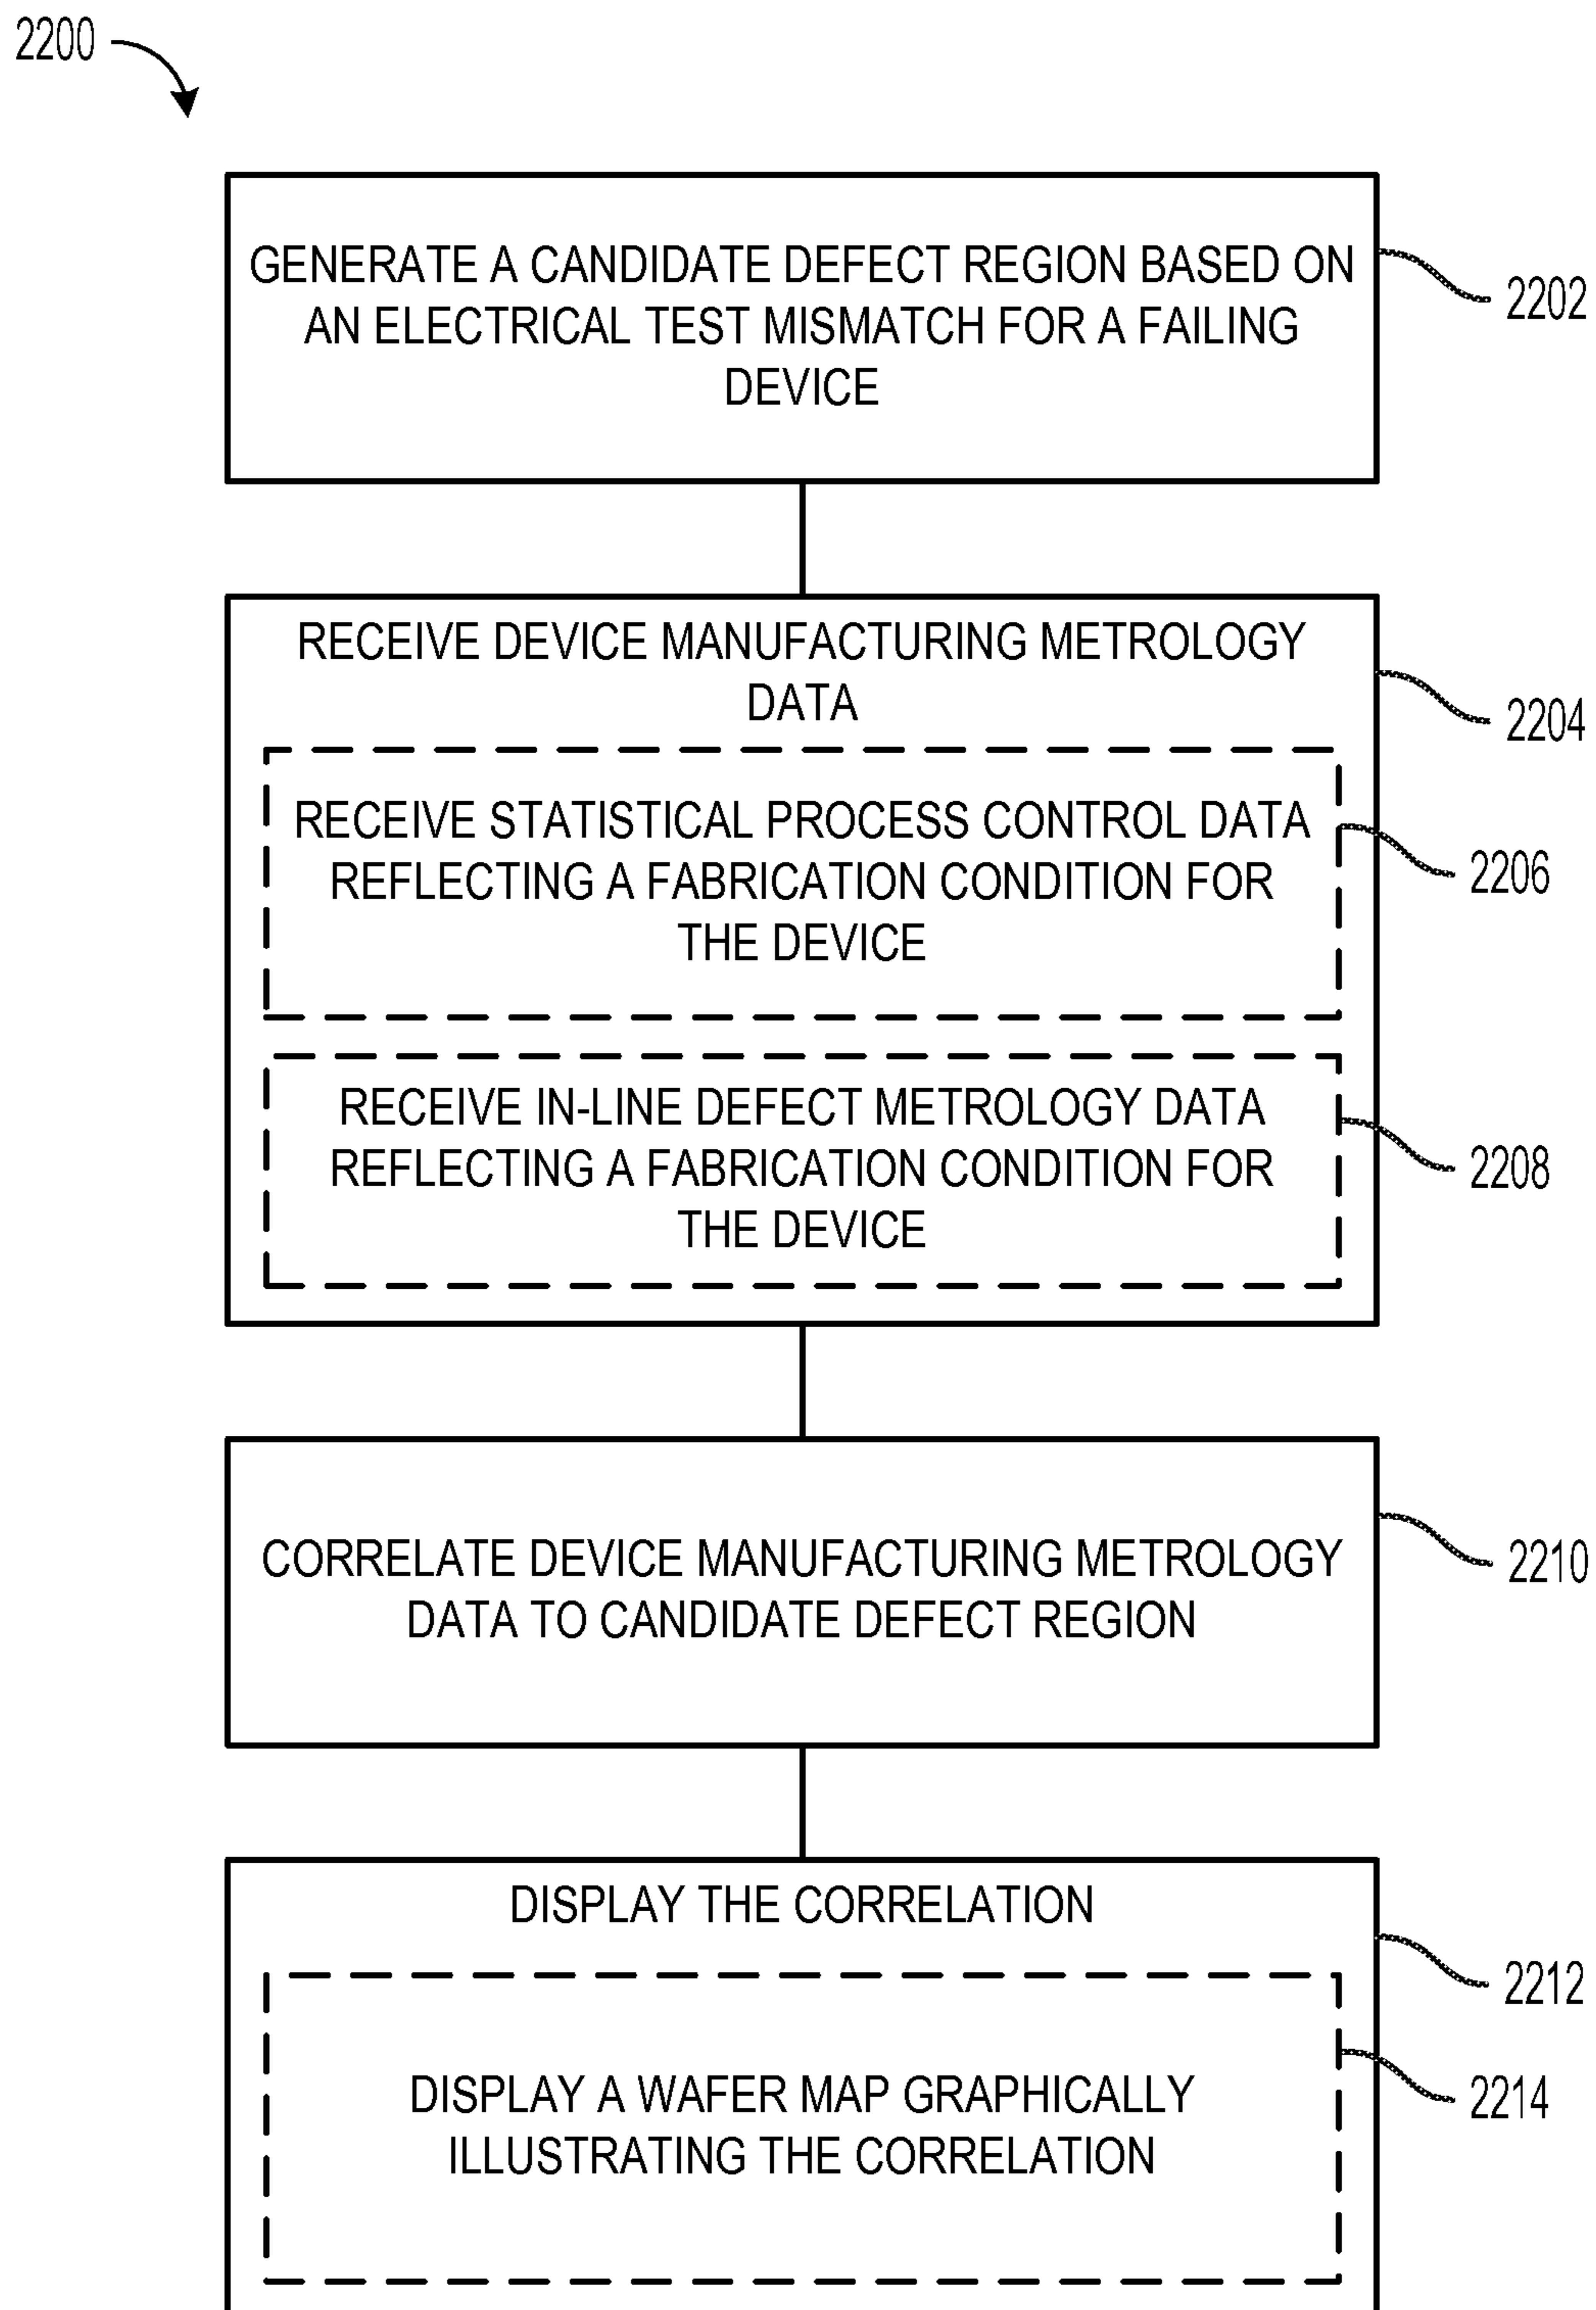 2200
GENERATE A CANDIDATE DEFECT REGION BASED ON
AN ELECTRICAL TEST MISMATCH FOR A FAILING
DEVICE
2202
RECEIVE DEVICE MANUFACTURING METROLOGY
DATA
2204
RECEIVE STATISTICAL PROCESS CONTROL DATA
REFLECTING A FABRICATION CONDITION FOR
THE DEVICE
2206
RECEIVE IN-LINE DEFECT METROLOGY DATA
REFLECTING A FABRICATION CONDITION FOR
THE DEVICE
2208
CORRELATE DEVICE MANUFACTURING METROLOGY
DATA TO CANDIDATE DEFECT REGION
2210
DISPLAY THE CORRELATION
2212
DISPLAY A WAFER MAP GRAPHICALLY
ILLUSTRATING THE CORRELATION
2214